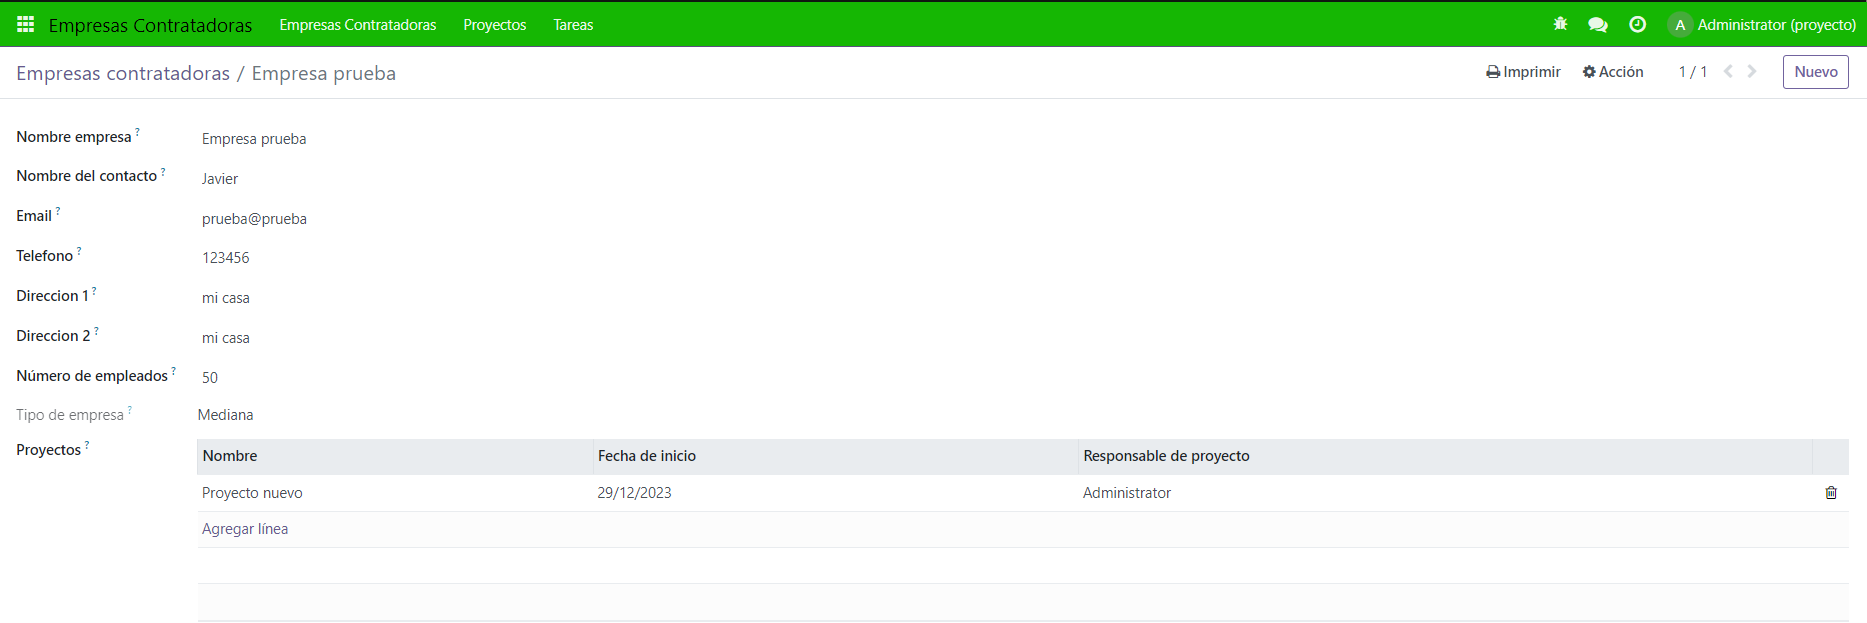 Empresas Contratadoras Empresas Contratadoras Proyectos Tareas A Administrator (proyecto)
Empresas contratadoras / Empresa prueba Imprimir Acción 1 / 1 Nuevo
Nombre empresa ? Empresa prueba
Nombre del contacto ? Javier
Email ? prueba@prueba
Telefono ? 123456
Direccion 1 ? mi casa
Direccion 2 ? mi casa
Número de empleados ? 50
Tipo de empresa ? Mediana
Proyectos ? Nombre Fecha de inicio Responsable de proyecto
Proyecto nuevo 29/12/2023 Administrator
Agregar línea